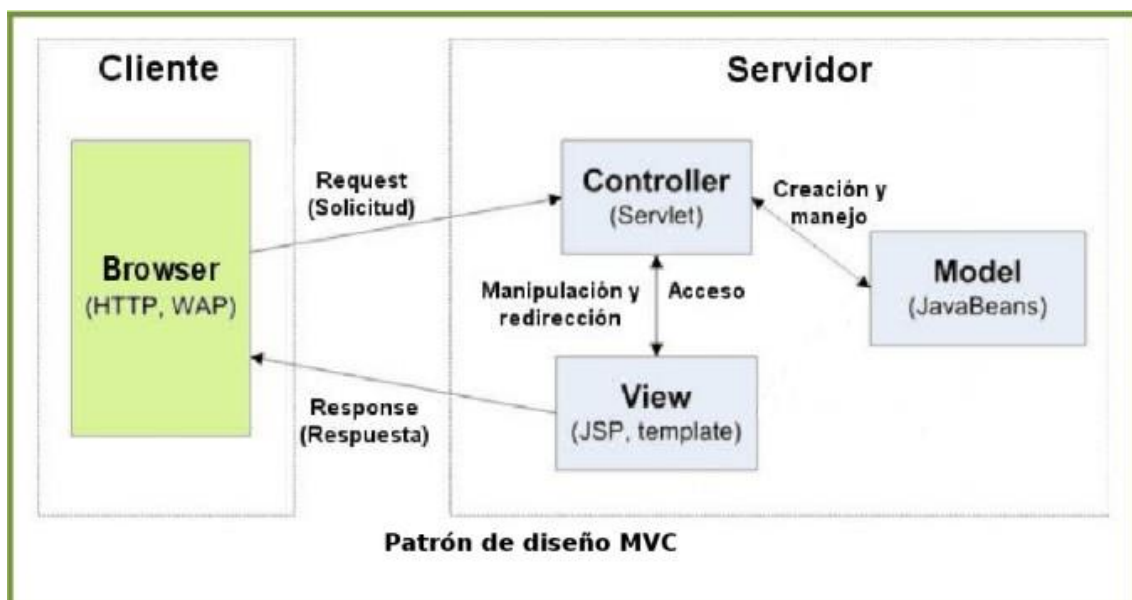 Cliente
Servidor
Browser
(HTTP, WAP)
Request
(Solicitud)
Controller
(Servlet)
Creación y
manejo
Model
(JavaBeans)
Manipulación y
redirección
Acceso
View
(JSP, template)
Response
(Respuesta)
Patrón de diseño MVC